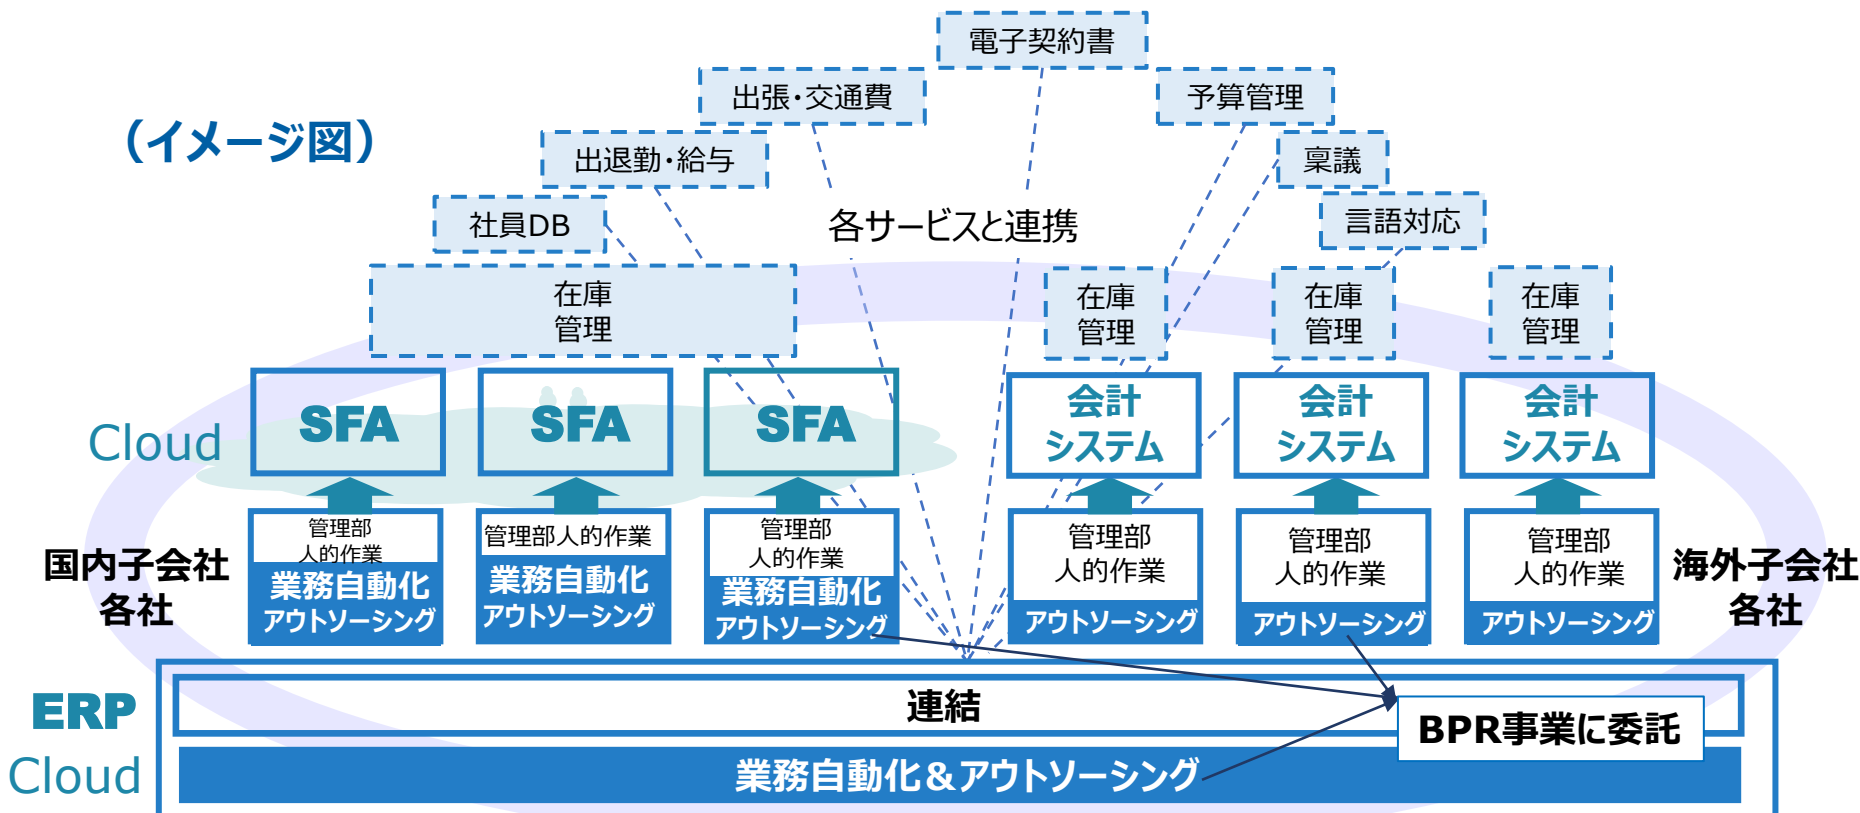 電子契約書
出張・交通費
予算管理
（イメージ図）
出退勤・給与
稟議
社員DB
各サービスと連携
言語対応
在庫
管理
在庫
管理
在庫
管理
在庫
管理
Cloud
SFA
SFA
SFA
会計
システム
会計
システム
会計
システム
国内子会社
各社
管理部
人的作業
業務自動化
アウトソーシング
管理部人的作業
業務自動化
アウトソーシング
管理部
人的作業
業務自動化
アウトソーシング
管理部
人的作業
アウトソーシング
管理部
人的作業
アウトソーシング
管理部
人的作業
アウトソーシング
海外子会社
各社
ERP
Cloud
連結
BPR事業に委託
業務自動化＆アウトソーシング